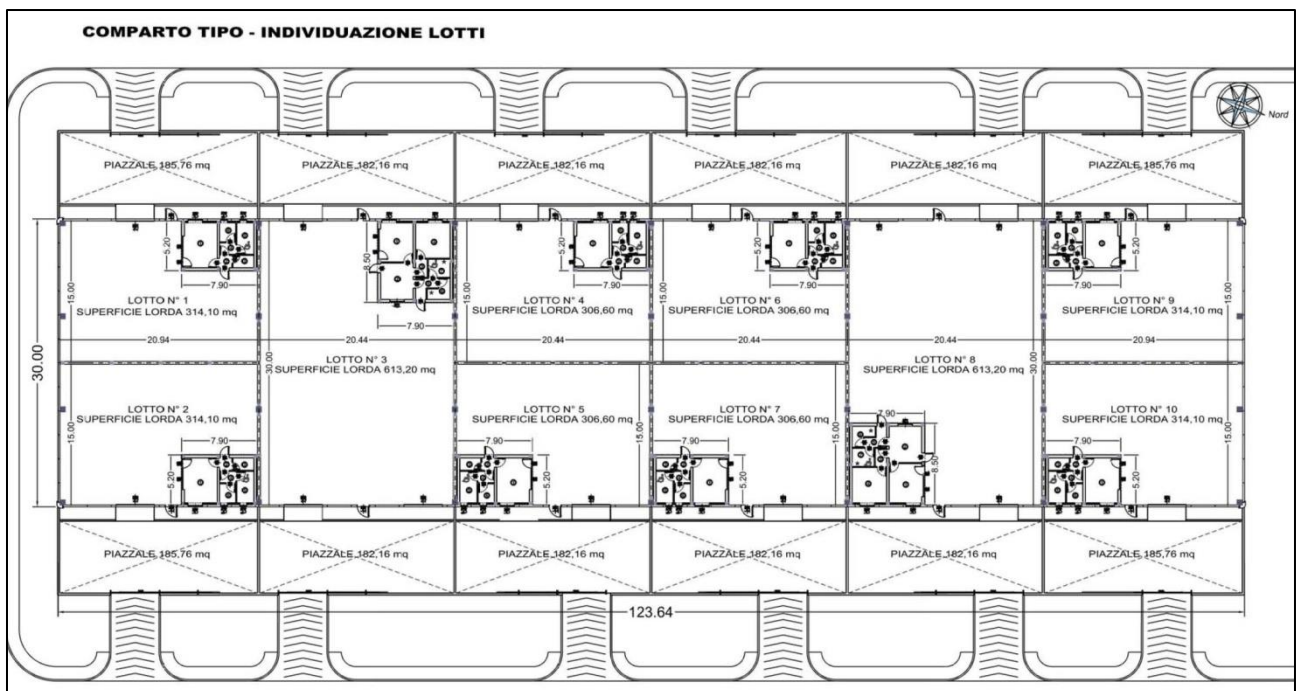 COMPARTO TIPO - INDIVIDUAZIONE LOTTI
Nord
PIAZZALE 185,76 mq
PIAZZALE 182,16 mq
PIAZZALE 182,16 mq
PIAZZALE 182,16 mq
PIAZZALE 182,16 mq
PIAZZALE 185,76 mq
5.20
7.90
8.50
7.90
5.20
7.90
5.20
7.90
5.20
7.90
30.00
15.00
LOTTO N° 1
SUPERFICIE LORDA 314,10 mq
20.94
30.00
20.44
LOTTO N° 3
SUPERFICIE LORDA 613,20 mq
15.00
LOTTO N° 4
SUPERFICIE LORDA 306,60 mq
20.44
15.00
LOTTO N° 6
SUPERFICIE LORDA 306,60 mq
20.44
20.44
LOTTO N° 8
SUPERFICIE LORDA 613,20 mq
30.00
LOTTO N° 9
SUPERFICIE LORDA 314,10 mq
20.94
15.00
15.00
LOTTO N° 2
SUPERFICIE LORDA 314,10 mq
7.90
5.20
LOTTO N° 5
SUPERFICIE LORDA 306,60 mq
7.90
5.20
15.00
LOTTO N° 7
SUPERFICIE LORDA 306,60 mq
7.90
5.20
15.00
7.90
8.50
LOTTO N° 10
SUPERFICIE LORDA 314,10 mq
7.90
5.20
15.00
PIAZZALE 185,76 mq
PIAZZALE 182,16 mq
PIAZZALE 182,16 mq
PIAZZALE 182,16 mq
PIAZZALE 182,16 mq
PIAZZALE 185,76 mq
123.64